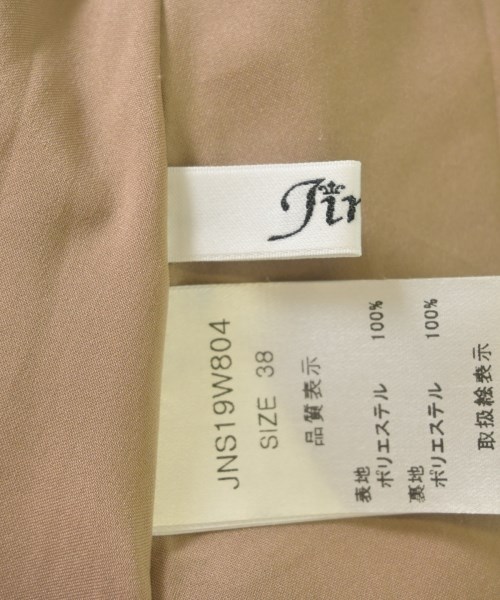 Jin
JNS19W804
SIZE 38
品質表示
表地
ポリエステル 100%
裏地
ポリエステル 100%
取扱絵表示